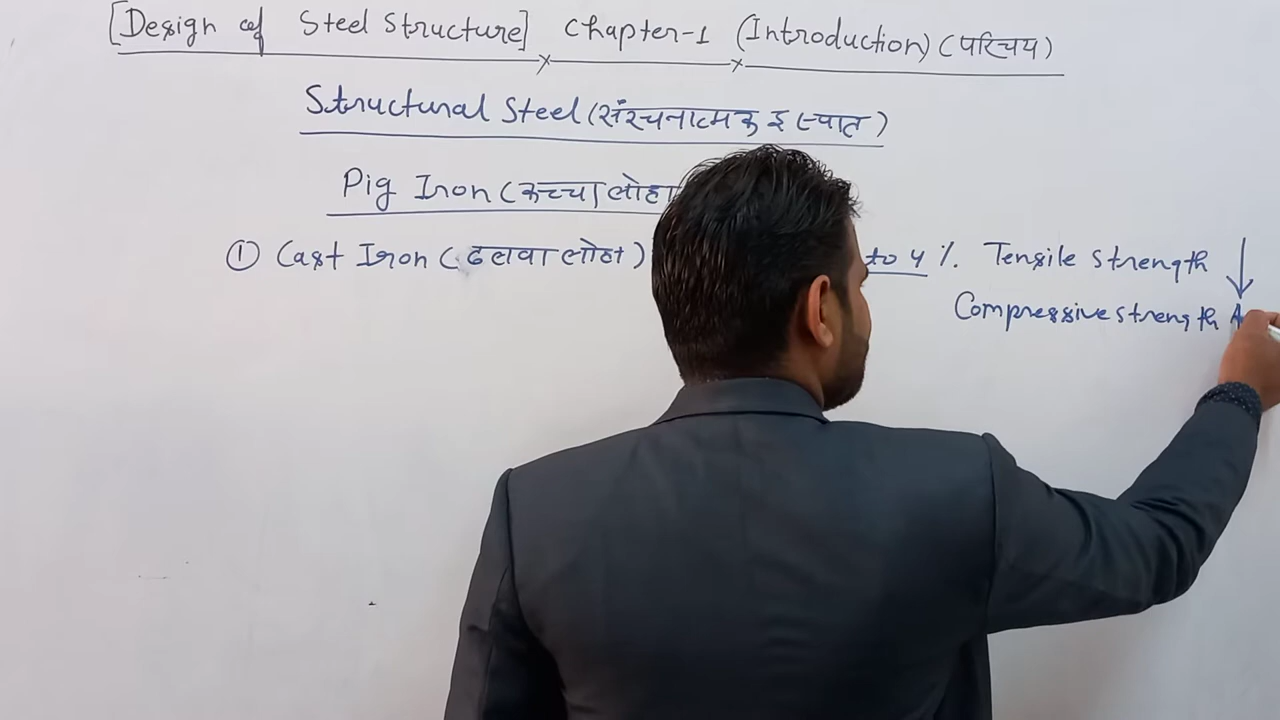 [Design of Steel Structure] Chapter-1 (Introduction) (परिचय)
Structural Steel (संरचनात्मक इस्पात)
Pig Iron (कच्चा लोहा
① Cast Iron (ढलवा लोहा) to 4 %. Tensile strength ↓
Compressive strength